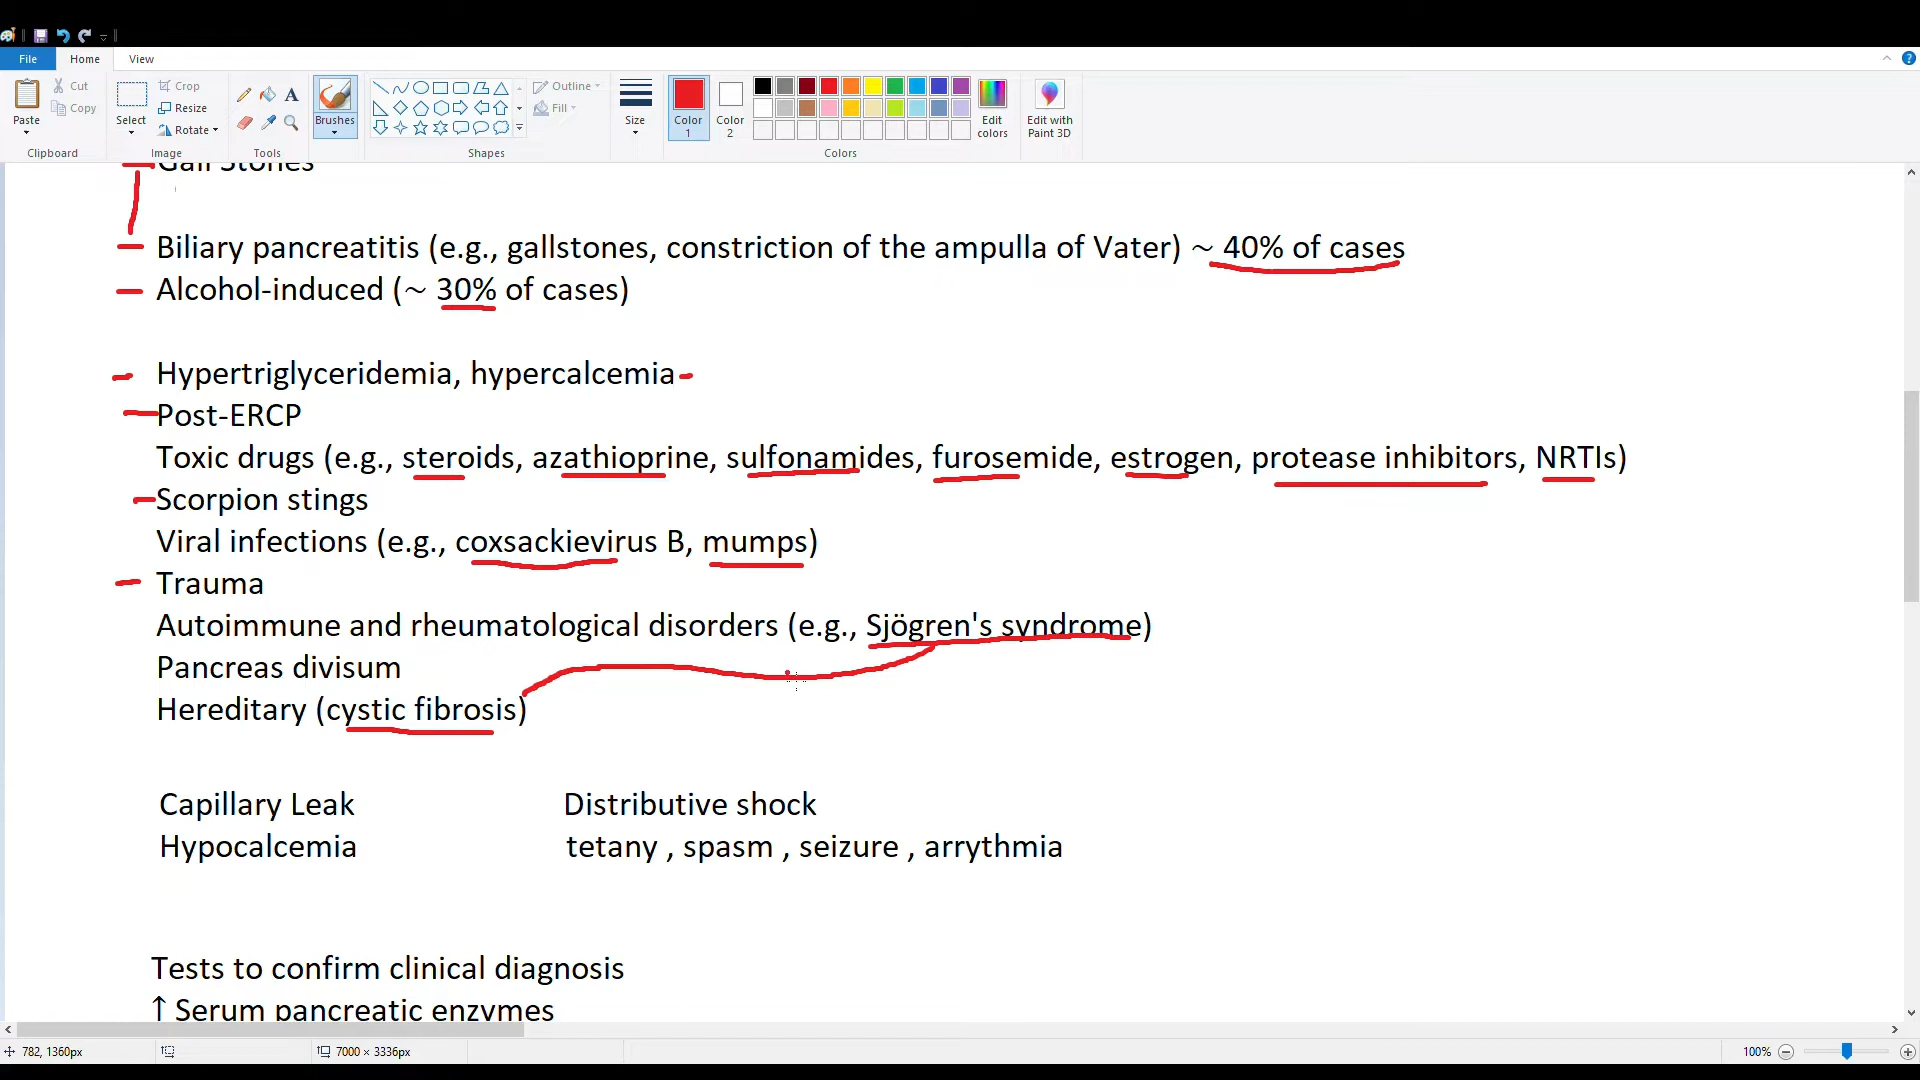 File Home View
Paste
Cut
Copy
Clipboard
Select
Crop
Resize
Rotate
Image
Tools
Brushes
Shapes
Outline
Fill
Size
Color 1
Color 2
Edit colors
Colors
Edit with Paint 3D
Gall Stones
Biliary pancreatitis (e.g., gallstones, constriction of the ampulla of Vater) ~ 40% of cases
Alcohol-induced (~ 30% of cases)
Hypertriglyceridemia, hypercalcemia
Post-ERCP
Toxic drugs (e.g., steroids, azathioprine, sulfonamides, furosemide, estrogen, protease inhibitors, NRTIs)
Scorpion stings
Viral infections (e.g., coxsackievirus B, mumps)
Trauma
Autoimmune and rheumatological disorders (e.g., Sjögren's syndrome)
Pancreas divisum
Hereditary (cystic fibrosis)
Capillary Leak Distributive shock
Hypocalcemia tetany , spasm , seizure , arrythmia
Tests to confirm clinical diagnosis
↑ Serum pancreatic enzymes
782, 1360px 7000 × 3336px 100%